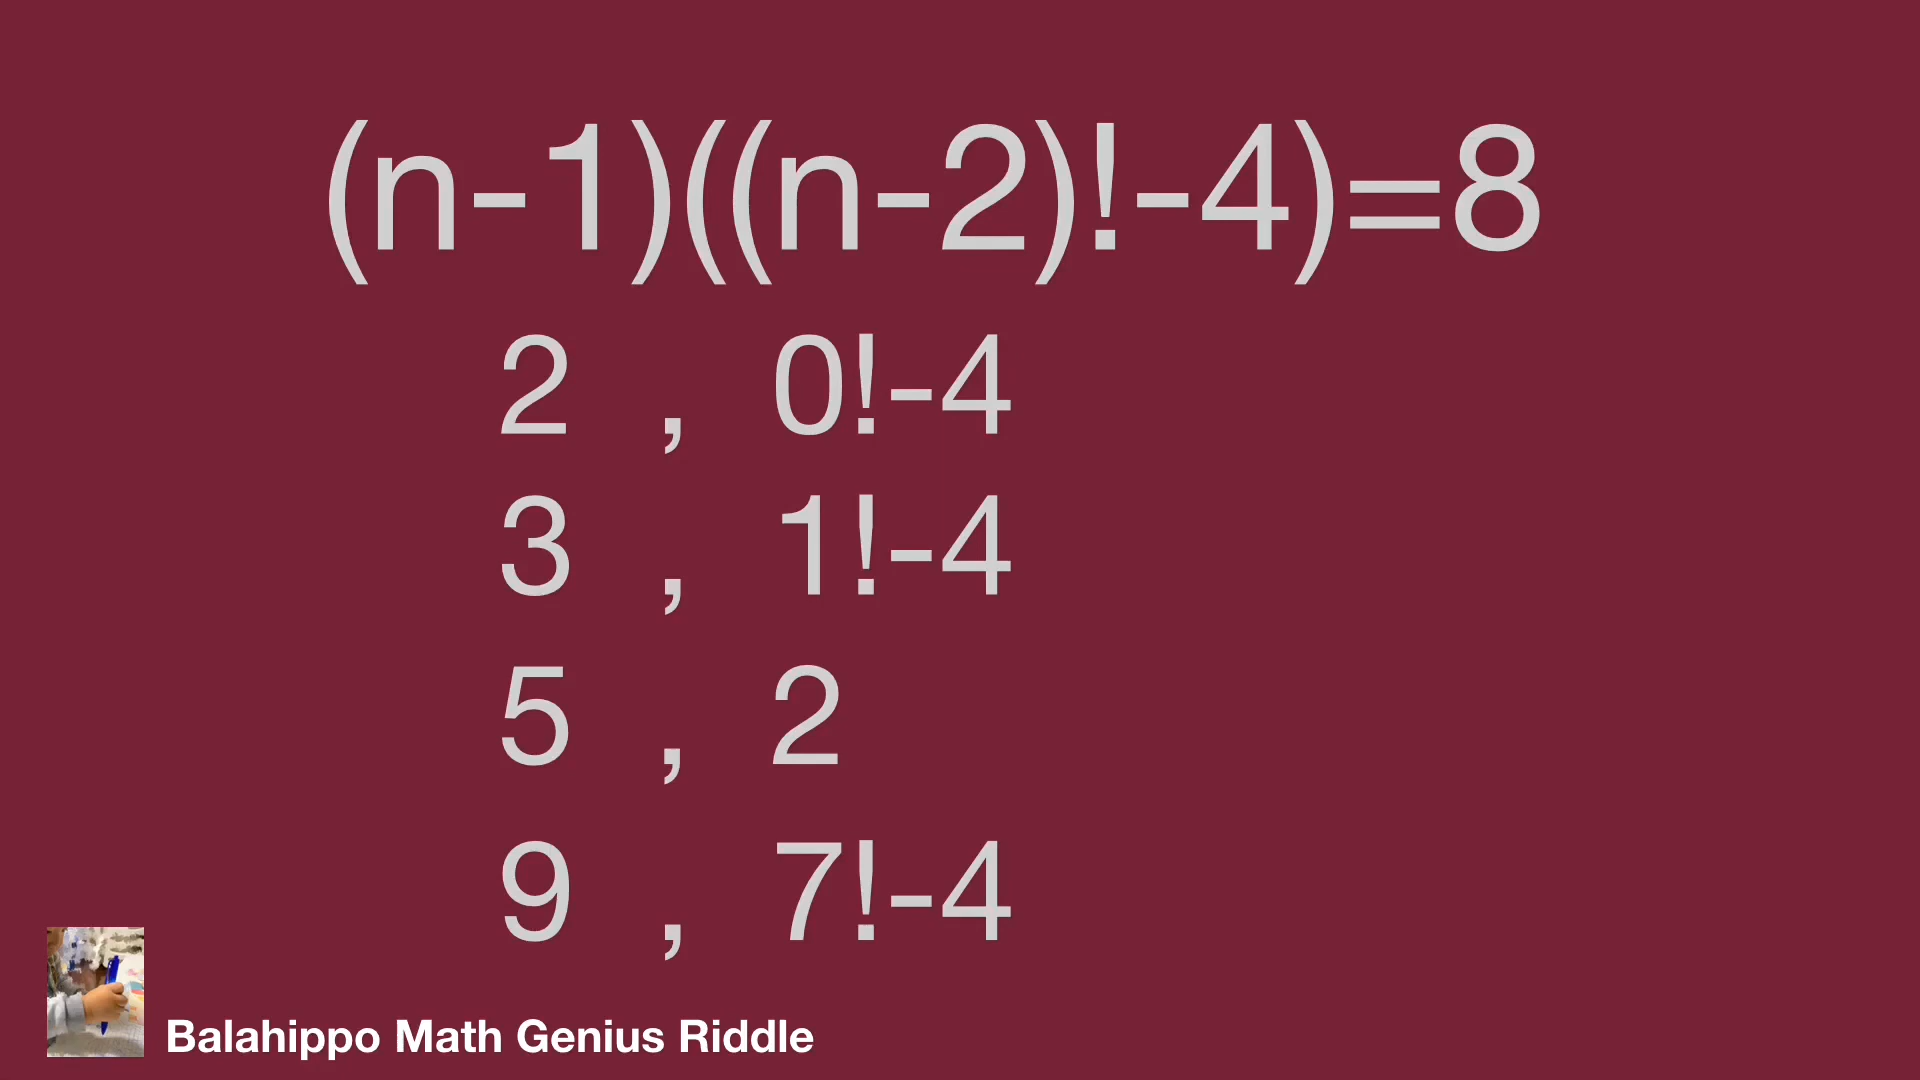 (n-1)((n-2)!-4)=8
2 , 0!-4
3 , 1!-4
5 , 2
9 , 7!-4
Balahippo Math Genius Riddle